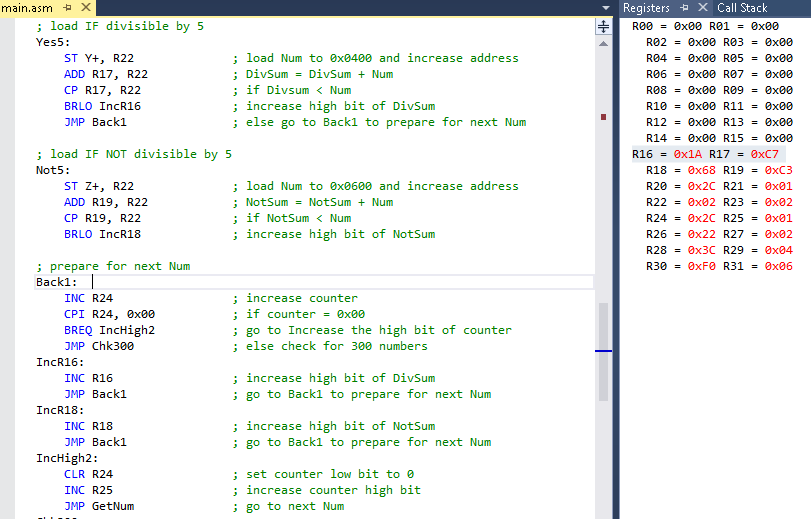 main.asm
Registers
Call Stack
; load IF divisible by 5
Yes5:
ST Y+, R22 ; load Num to 0x0400 and increase address
ADD R17, R22 ; DivSum = DivSum + Num
CP R17, R22 ; if Divsum < Num
BRLO IncR16 ; increase high bit of DivSum
JMP Back1 ; else go to Back1 to prepare for next Num
; load IF NOT divisible by 5
Not5:
ST Z+, R22 ; load Num to 0x0600 and increase address
ADD R19, R22 ; NotSum = NotSum + Num
CP R19, R22 ; if NotSum < Num
BRLO IncR18 ; increase high bit of NotSum
; prepare for next Num
Back1:
INC R24 ; increase counter
CPI R24, 0x00 ; if counter = 0x00
BREQ IncHigh2 ; go to Increase the high bit of counter
JMP Chk300 ; else check for 300 numbers
IncR16:
INC R16 ; increase high bit of DivSum
JMP Back1 ; go to Back1 to prepare for next Num
IncR18:
INC R18 ; increase high bit of NotSum
JMP Back1 ; go to Back1 to prepare for next Num
IncHigh2:
CLR R24 ; set counter low bit to 0
INC R25 ; increase counter high bit
JMP GetNum ; go to next Num
R00 = 0x00 R01 = 0x00
R02 = 0x00 R03 = 0x00
R04 = 0x00 R05 = 0x00
R06 = 0x00 R07 = 0x00
R08 = 0x00 R09 = 0x00
R10 = 0x00 R11 = 0x00
R12 = 0x00 R13 = 0x00
R14 = 0x00 R15 = 0x00
R16 = 0x1A R17 = 0xC7
R18 = 0x68 R19 = 0xC3
R20 = 0x2C R21 = 0x01
R22 = 0x02 R23 = 0x02
R24 = 0x2C R25 = 0x01
R26 = 0x22 R27 = 0x02
R28 = 0x3C R29 = 0x04
R30 = 0xF0 R31 = 0x06